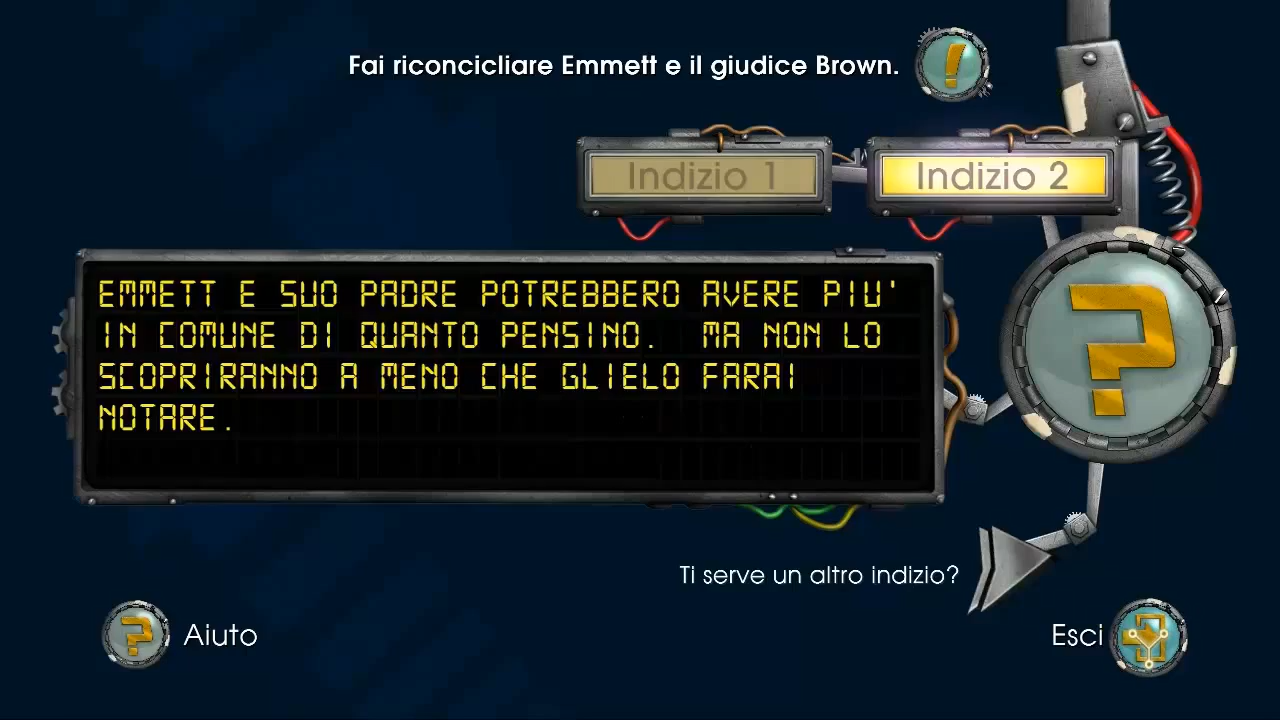 Fai riconcicliare Emmett e il giudice Brown.
Indizio 1
Indizio 2
EMMETT E SUO PADRE POTREBBERO AVERE PIU'
IN COMUNE DI QUANTO PENSINO.  MA NON LO
SCOPRIRANNO A MENO CHE GLIELO FARAI
NOTARE.
Ti serve un altro indizio?
Aiuto
Esci